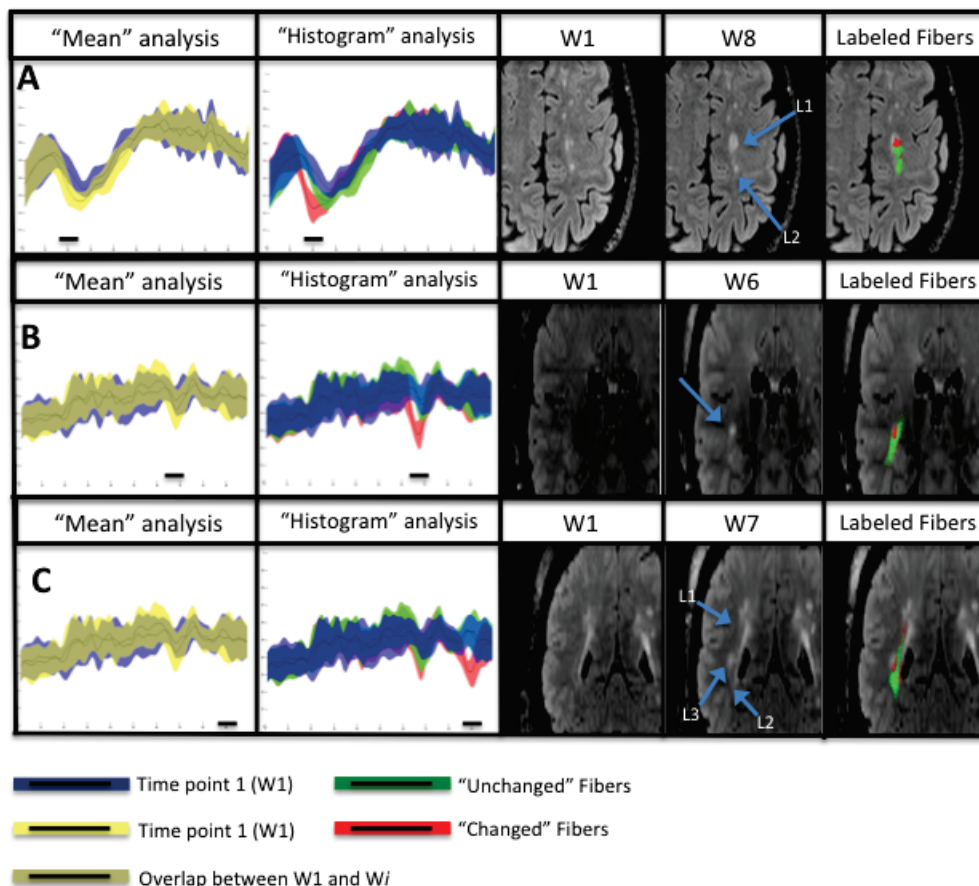 “Mean” analysis “Histogram” analysis W1 W8 Labeled Fibers
A
L1
L2
“Mean” analysis “Histogram” analysis W1 W6 Labeled Fibers
B
“Mean” analysis “Histogram” analysis W1 W7 Labeled Fibers
C
L1
L3
L2
Time point 1 (W1) “Unchanged” Fibers
Time point 1 (W1) “Changed” Fibers
Overlap between W1 and Wi